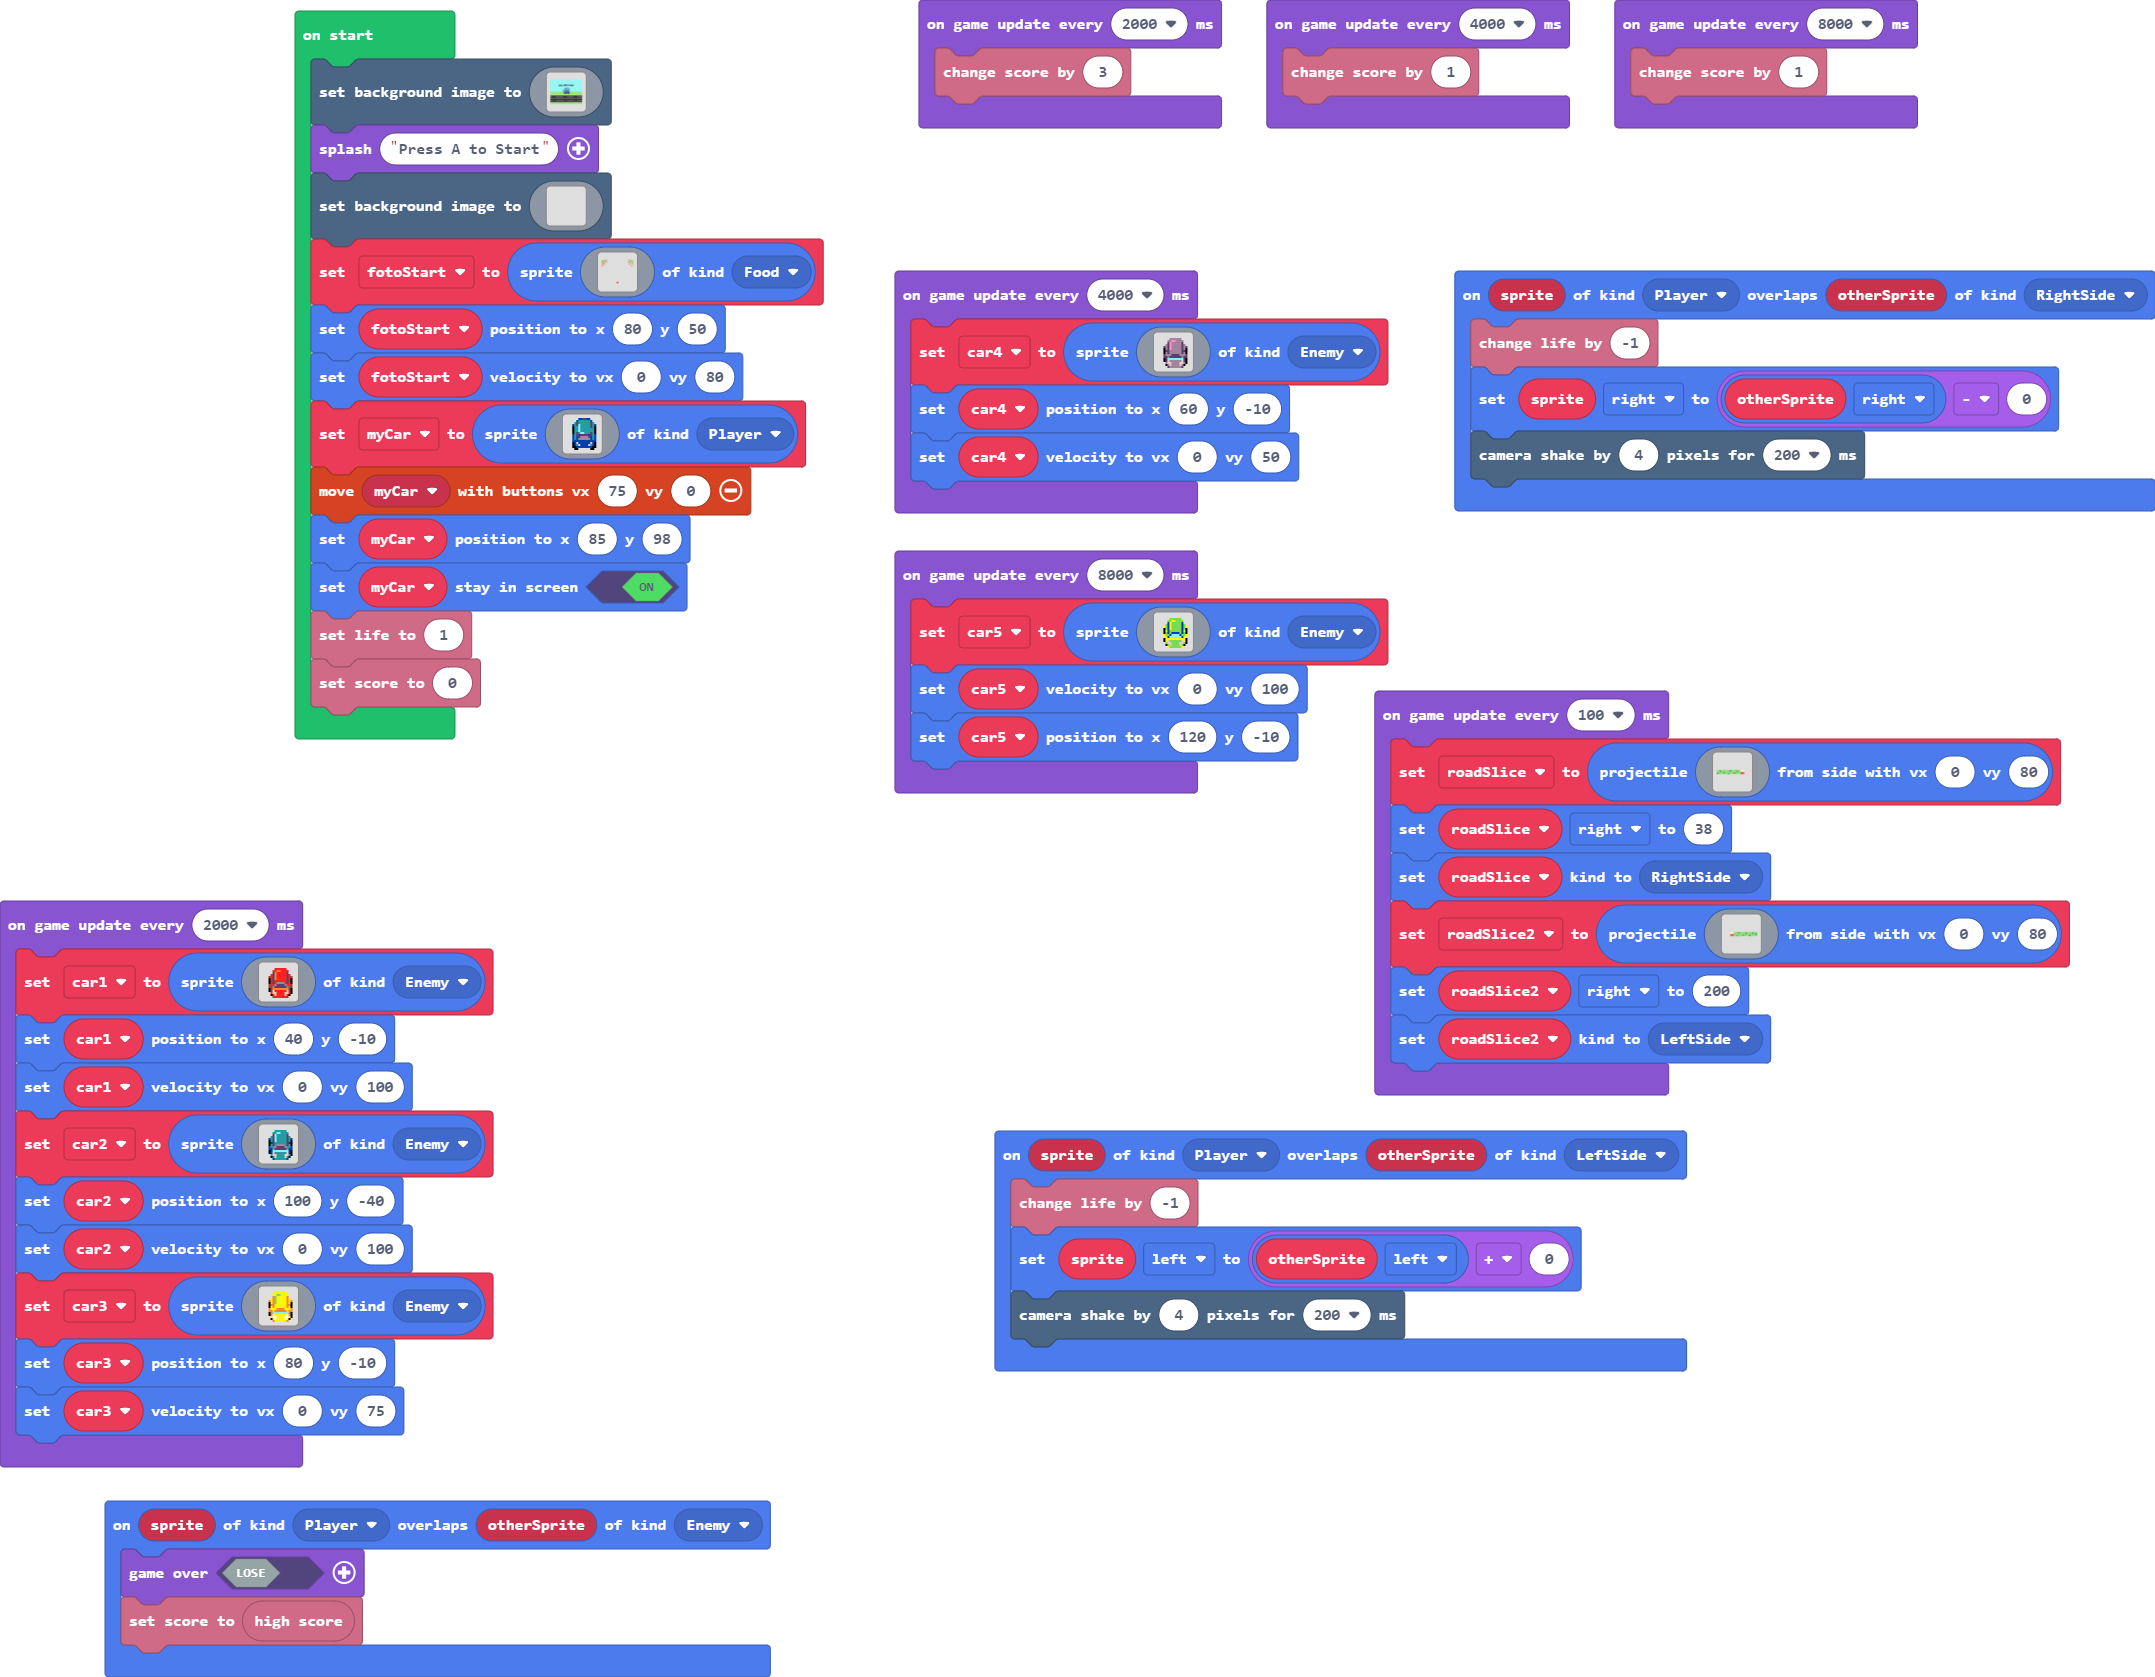 on start
set background image to
splash "Press A to Start"
set background image to
set fotoStart to sprite of kind Food
set fotoStart position to x 80 y 50
set fotoStart velocity to vx 0 vy 80
set myCar to sprite of kind Player
move myCar with buttons vx 75 vy 0
set myCar position to x 85 y 98
set myCar stay in screen ON
set life to 1
set score to 0
on game update every 2000 ms
change score by 3
on game update every 4000 ms
change score by 1
on game update every 8000 ms
change score by 1
on game update every 4000 ms
set car4 to sprite of kind Enemy
set car4 position to x 60 y -10
set car4 velocity to vx 0 vy 50
on sprite of kind Player overlaps otherSprite of kind RightSide
change life by -1
set sprite right to otherSprite right - 0
camera shake by 4 pixels for 200 ms
on game update every 8000 ms
set car5 to sprite of kind Enemy
set car5 velocity to vx 0 vy 100
set car5 position to x 120 y -10
on game update every 100 ms
set roadSlice to projectile from side with vx 0 vy 80
set roadSlice right to 38
set roadSlice kind to RightSide
set roadSlice2 to projectile from side with vx 0 vy 80
set roadSlice2 right to 200
set roadSlice2 kind to LeftSide
on game update every 2000 ms
set car1 to sprite of kind Enemy
set car1 position to x 40 y -10
set car1 velocity to vx 0 vy 100
set car2 to sprite of kind Enemy
set car2 position to x 100 y -40
set car2 velocity to vx 0 vy 100
set car3 to sprite of kind Enemy
set car3 position to x 80 y -10
set car3 velocity to vx 0 vy 75
on sprite of kind Player overlaps otherSprite of kind LeftSide
change life by -1
set sprite left to otherSprite left + 0
camera shake by 4 pixels for 200 ms
on sprite of kind Player overlaps otherSprite of kind Enemy
game over LOSE
set score to high score